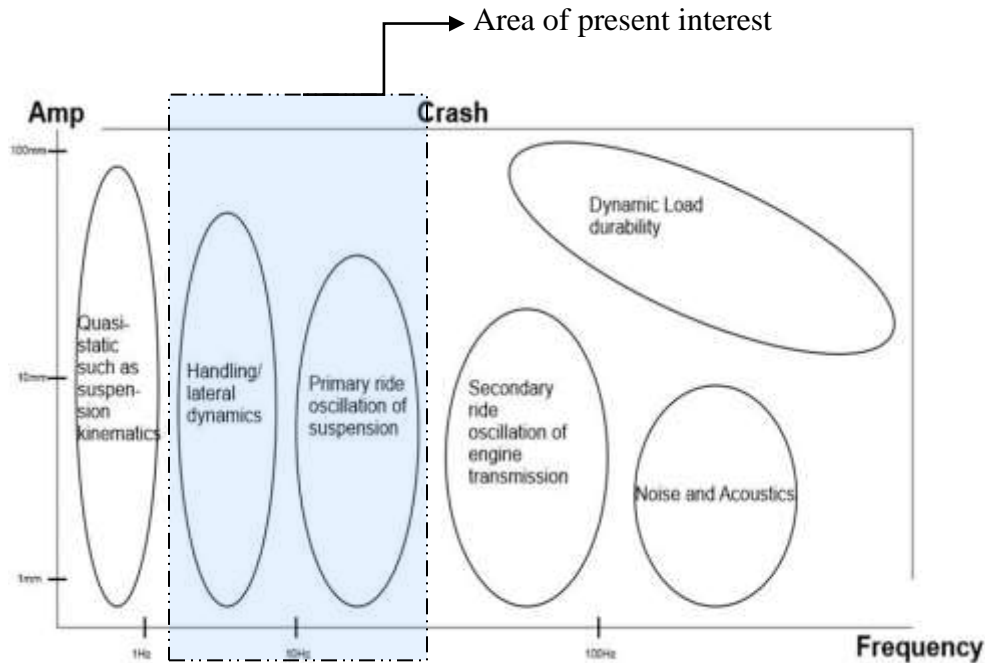 Area of present interest
Amp
Crash
100mm
Dynamic Load
durability
Quasi-
static
such as
suspen-
sion
kinematics
Handling/
lateral
dynamics
10mm
Primary ride
oscillation of
suspension
Secondary
ride
oscillation of
engine
transmission
Noise and Acoustics
1mm
1Hz
10Hz
100Hz
Frequency